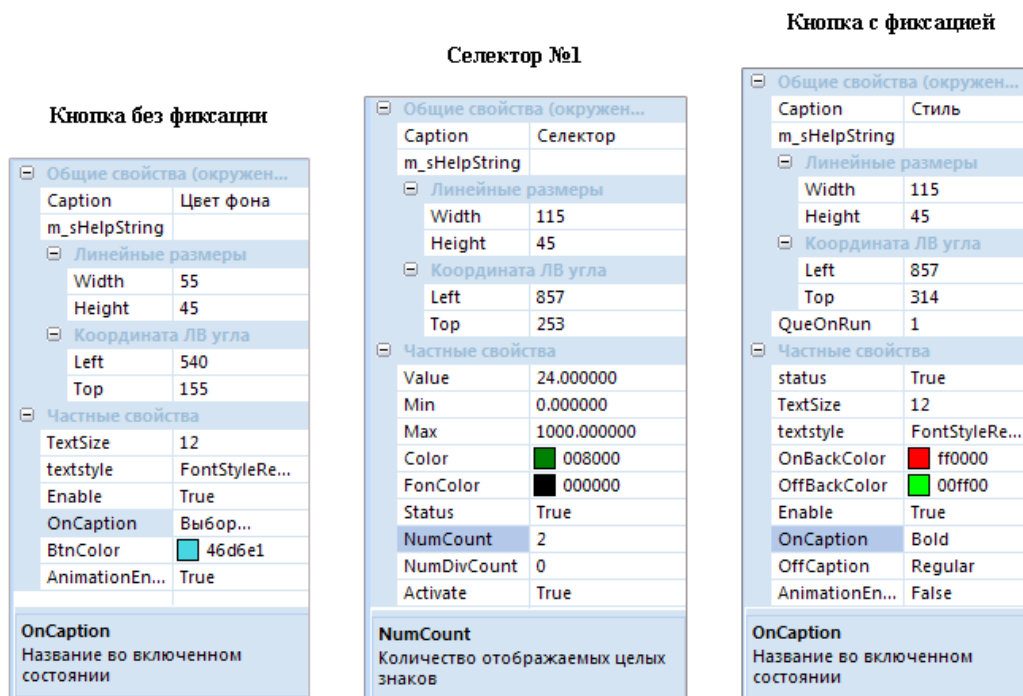 Кнопка без фиксации
Общие свойства (окружен...
Caption Цвет фона
m_sHelpString
Линейные размеры
Width 55
Height 45
Координата ЛВ угла
Left 540
Top 155
Частные свойства
TextSize 12
textstyle FontStyleRe...
Enable True
OnCaption Выбор...
BtnColor 46d6e1
AnimationEn... True
OnCaption
Название во включенном
состоянии
Селектор №1
Общие свойства (окружен...
Caption Селектор
m_sHelpString
Линейные размеры
Width 115
Height 45
Координата ЛВ угла
Left 857
Top 253
Частные свойства
Value 24.000000
Min 0.000000
Max 1000.000000
Color 008000
FonColor 000000
Status True
NumCount 2
NumDivCount 0
Activate True
NumCount
Количество отображаемых целых
знаков
Кнопка с фиксацией
Общие свойства (окружен...
Caption Стиль
m_sHelpString
Линейные размеры
Width 115
Height 45
Координата ЛВ угла
Left 857
Top 314
QueOnRun 1
Частные свойства
status True
TextSize 12
textstyle FontStyleRe...
OnBackColor ff0000
OffBackColor 00ff00
Enable True
OnCaption Bold
OffCaption Regular
AnimationEn... False
OnCaption
Название во включенном
состоянии